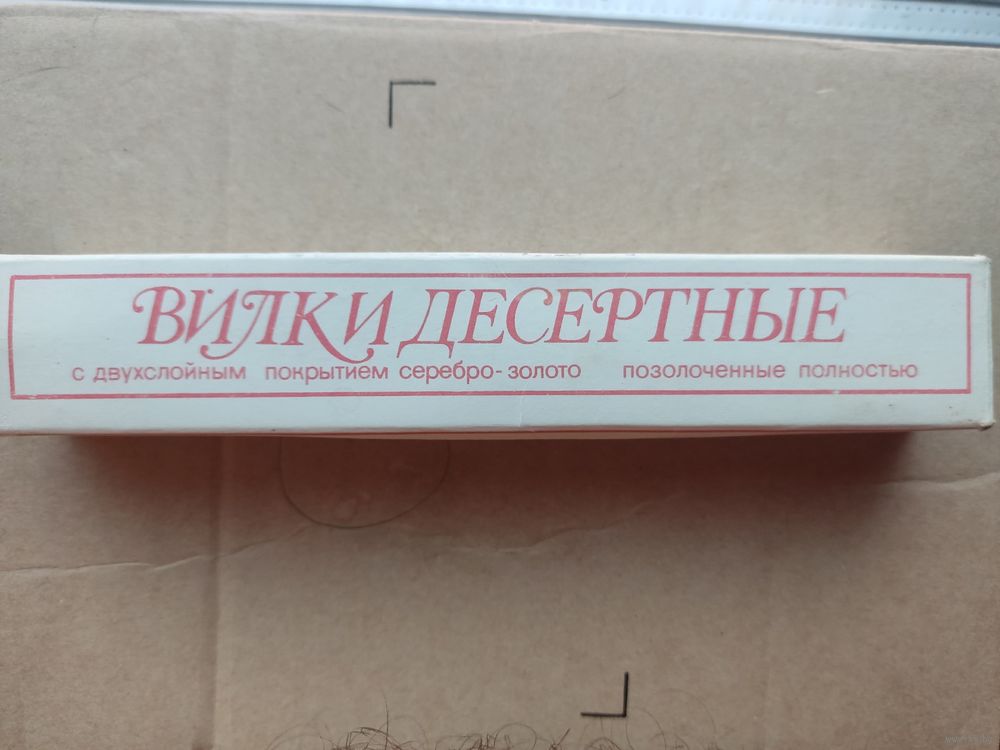 ВИЛКИ ДЕСЕРТНЫЕ
с двухслойным покрытием серебро-золото позолоченные полностью